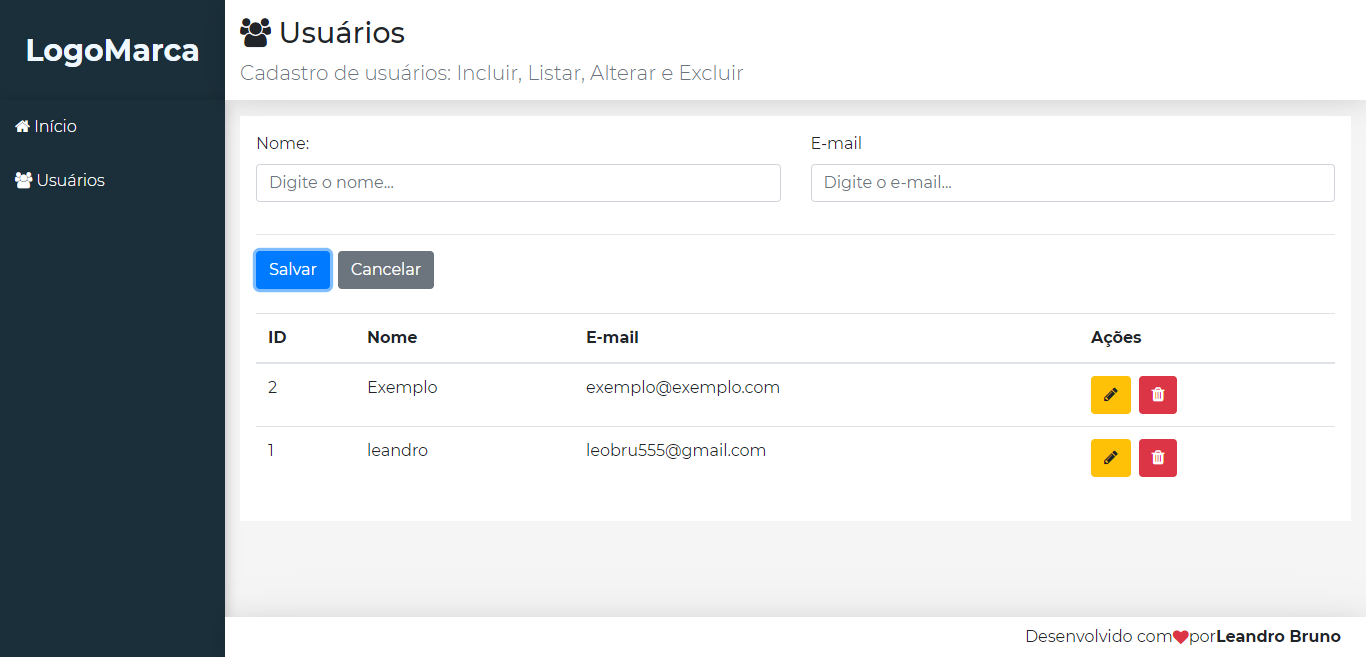 LogoMarca
Início
Usuários
Usuários
Cadastro de usuários: Incluir, Listar, Alterar e Excluir
Nome: E-mail
Digite o nome... Digite o e-mail...
Salvar Cancelar
ID Nome E-mail Ações
2 Exemplo exemplo@exemplo.com
1 leandro leobru555@gmail.com
Desenvolvido com por Leandro Bruno